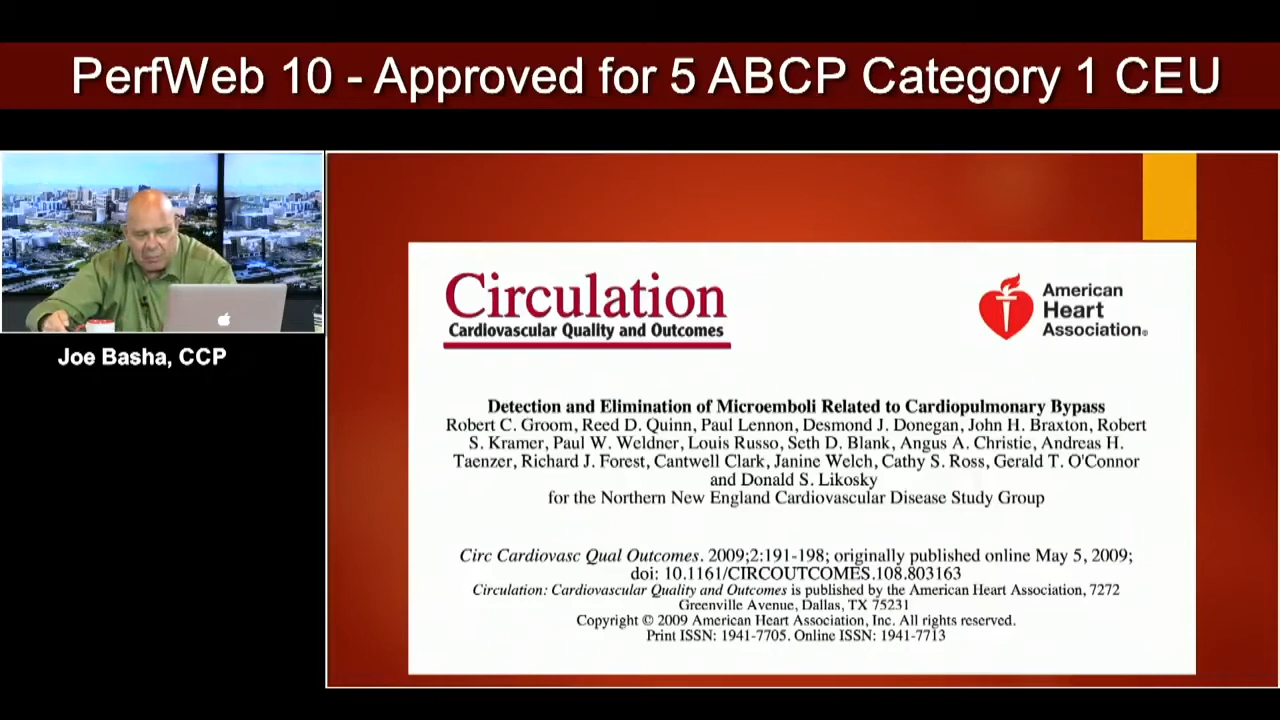 PerfWeb 10 - Approved for 5 ABCP Category 1 CEU
Joe Basha, CCP
Circulation
Cardiovascular Quality and Outcomes
American
Heart
Association®
Detection and Elimination of Microemboli Related to Cardiopulmonary Bypass
Robert C. Groom, Reed D. Quinn, Paul Lennon, Desmond J. Donegan, John H. Braxton, Robert
S. Kramer, Paul W. Weldner, Louis Russo, Seth D. Blank, Angus A. Christie, Andreas H.
Taenzer, Richard J. Forest, Cantwell Clark, Janine Welch, Cathy S. Ross, Gerald T. O'Connor
and Donald S. Likosky
for the Northern New England Cardiovascular Disease Study Group
Circ Cardiovasc Qual Outcomes. 2009;2:191-198; originally published online May 5, 2009;
doi: 10.1161/CIRCOUTCOMES.108.803163
Circulation: Cardiovascular Quality and Outcomes is published by the American Heart Association, 7272
Greenville Avenue, Dallas, TX 75231
Copyright © 2009 American Heart Association, Inc. All rights reserved.
Print ISSN: 1941-7705. Online ISSN: 1941-7713